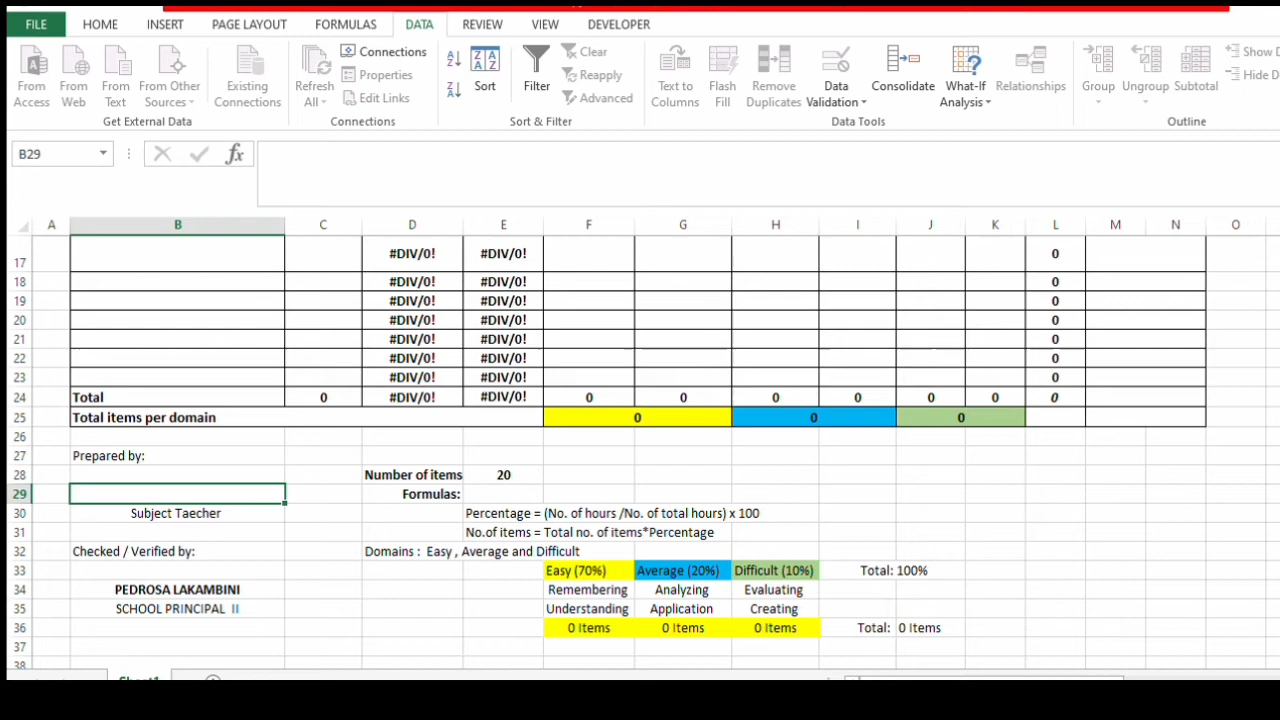 FILE HOME INSERT PAGE LAYOUT FORMULAS DATA REVIEW VIEW DEVELOPER
From Access
From Web
From Text
From Other Sources
Existing Connections
Get External Data
Refresh All
Connections
Properties
Edit Links
Connections
Sort
Filter
Clear
Reapply
Advanced
Sort & Filter
Text to Columns
Flash Fill
Remove Duplicates
Data Validation
Consolidate
What-If Analysis
Relationships
Data Tools
Group
Ungroup
Subtotal
Show
Hide D
Outline
B29 fx
A B C D E F G H I J K L M N O
17 #DIV/0! #DIV/0! 0
18 #DIV/0! #DIV/0! 0
19 #DIV/0! #DIV/0! 0
20 #DIV/0! #DIV/0! 0
21 #DIV/0! #DIV/0! 0
22 #DIV/0! #DIV/0! 0
23 #DIV/0! #DIV/0! 0
24 Total 0 #DIV/0! #DIV/0! 0 0 0 0 0 0 0
25 Total items per domain 0 0 0
26
27 Prepared by:
28 Number of items 20
29 Formulas:
30 Subject Taecher Percentage = (No. of hours /No. of total hours) x 100
31 No.of items = Total no. of items*Percentage
32 Checked / Verified by: Domains : Easy , Average and Difficult
33 Easy (70%) Average (20%) Difficult (10%) Total: 100%
34 PEDROSA LAKAMBINI Remembering Analyzing Evaluating
35 SCHOOL PRINCIPAL II Understanding Application Creating
36 0 Items 0 Items 0 Items Total: 0 Items
37
38